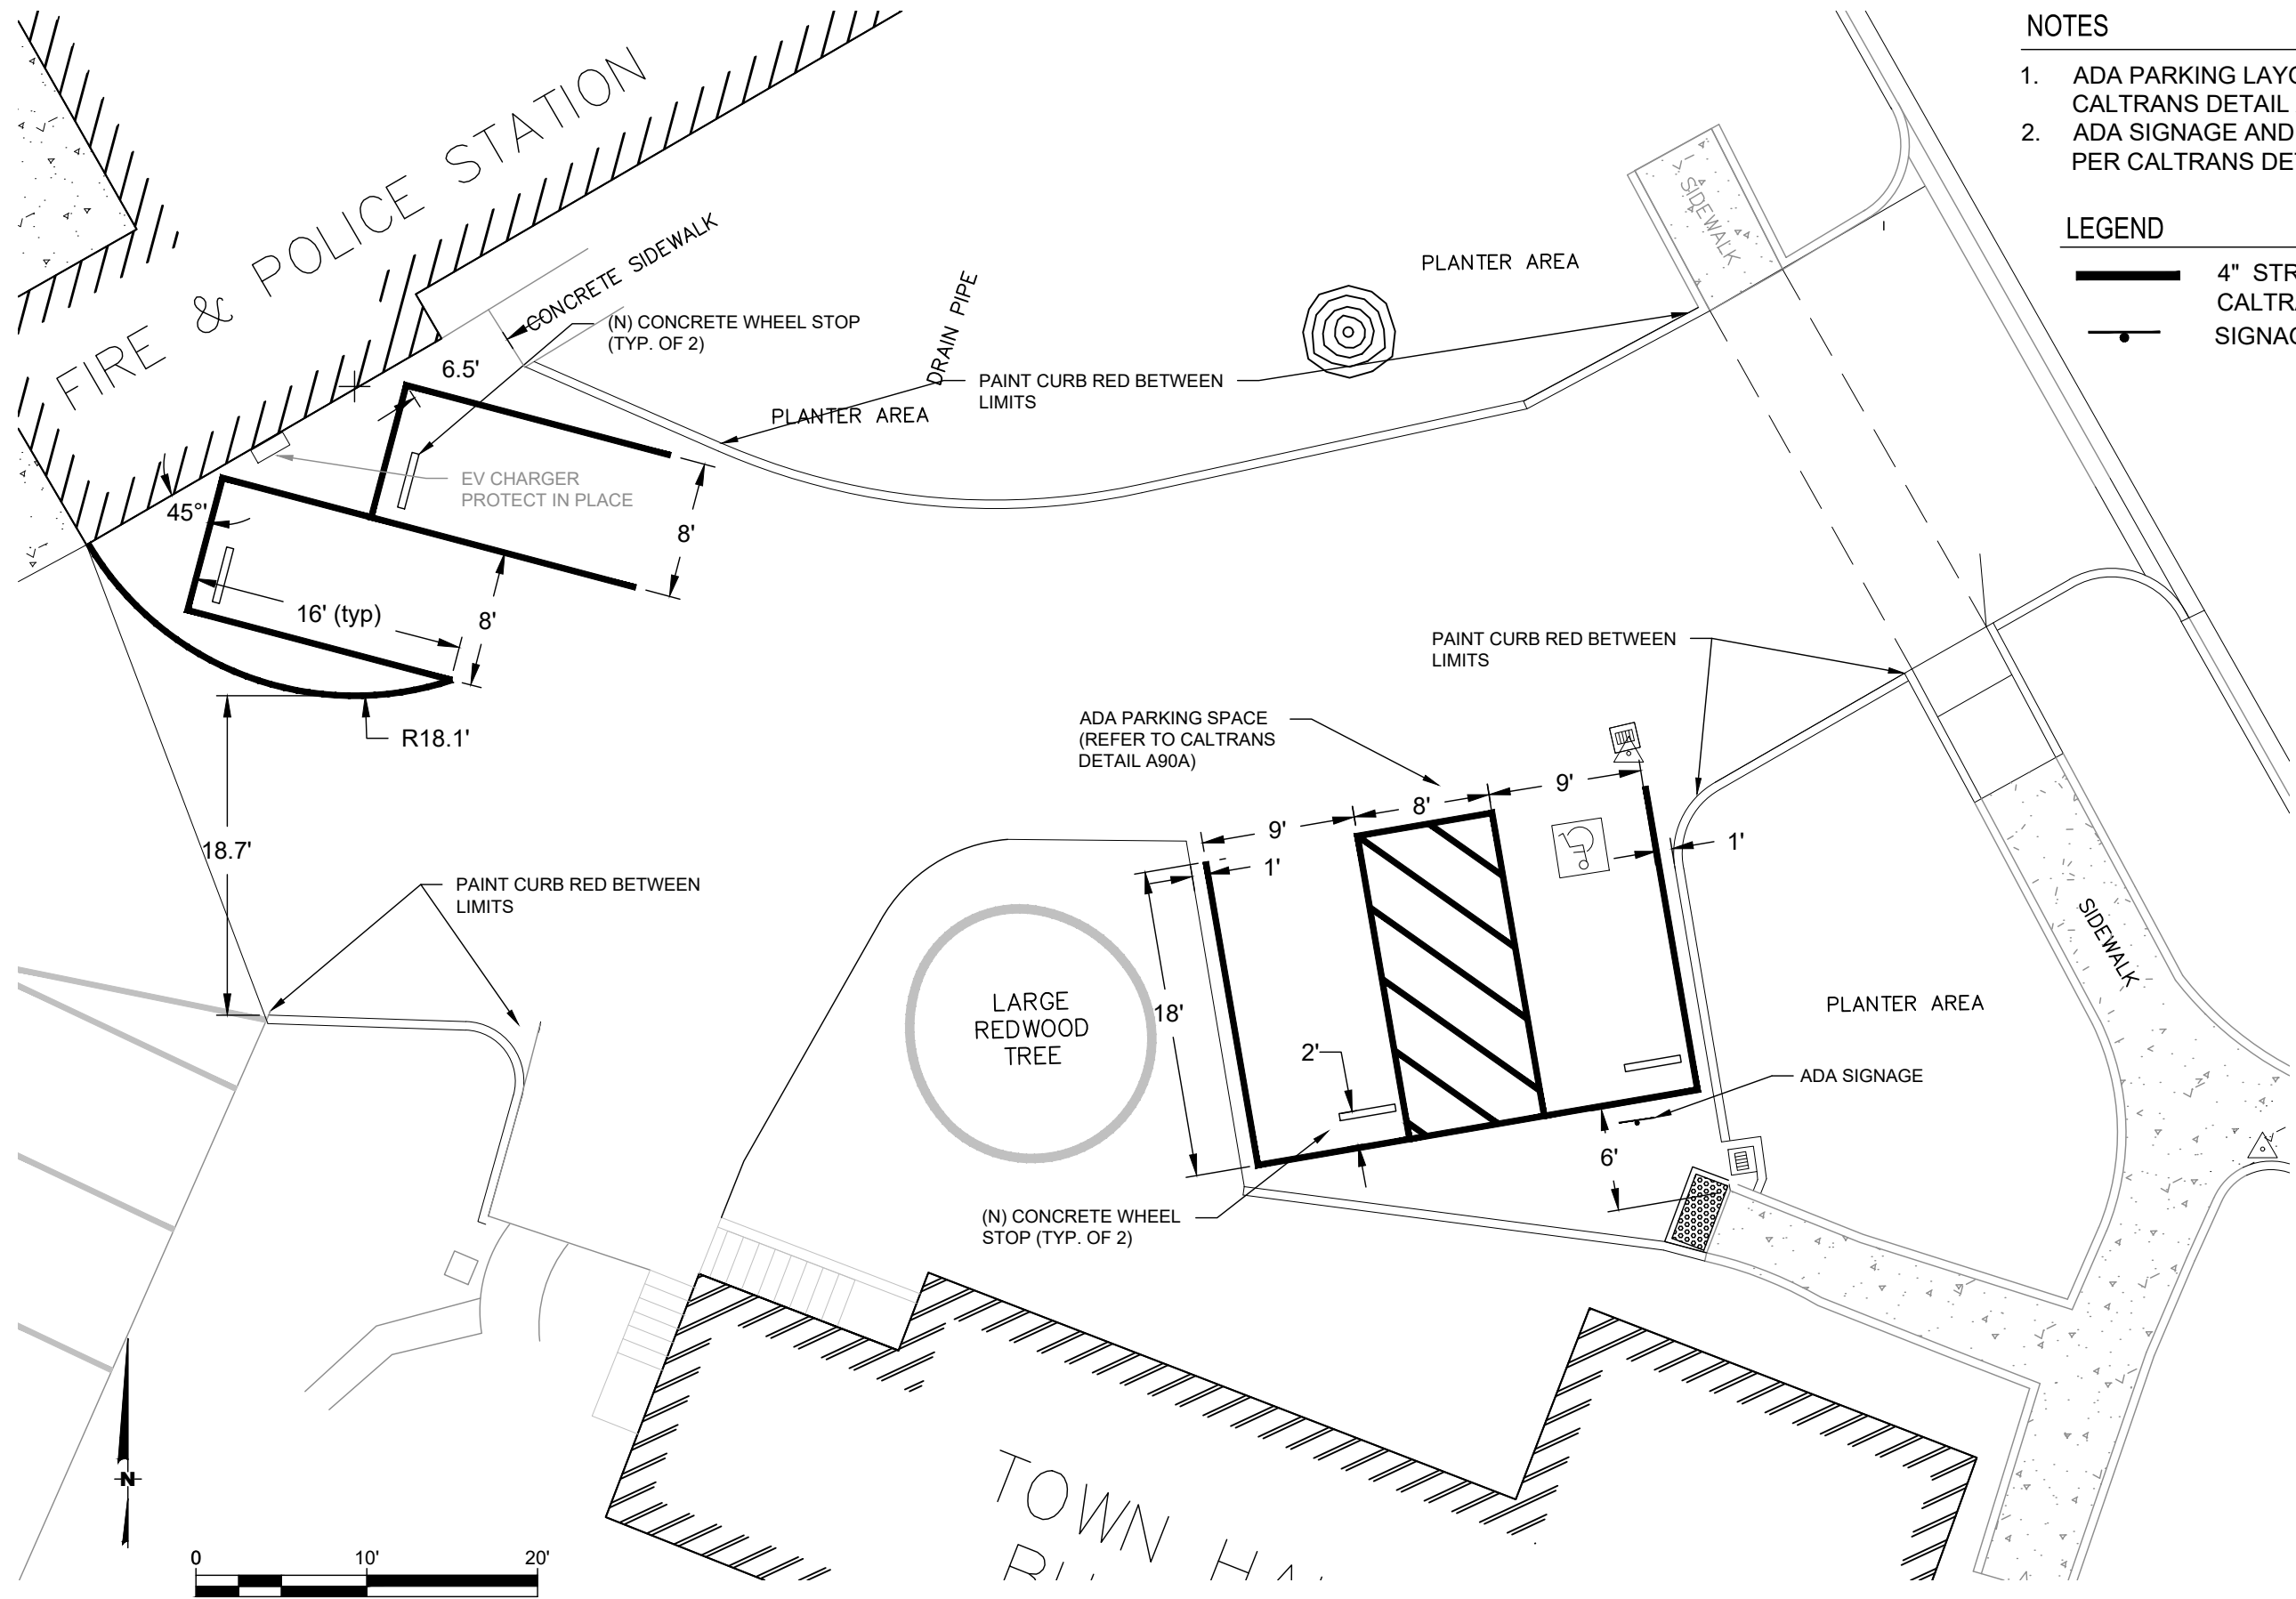 NOTES
1. ADA PARKING LAY
CALTRANS DETAIL
2. ADA SIGNAGE AND
PER CALTRANS DE
LEGEND
4" STR
CALTR
SIGNA
FIRE & POLICE STATION
CONCRETE SIDEWALK
(N) CONCRETE WHEEL STOP
(TYP. OF 2)
DRAIN PIPE
PLANTER AREA
SIDEWALK
PAINT CURB RED BETWEEN
LIMITS
PLANTER AREA
6.5'
EV CHARGER
PROTECT IN PLACE
45°'
8'
16' (typ)
8'
R18.1'
18.7'
PAINT CURB RED BETWEEN
LIMITS
PAINT CURB RED BETWEEN
LIMITS
ADA PARKING SPACE
(REFER TO CALTRANS
DETAIL A90A)
9'
8'
9'
1'
1'
18'
LARGE
REDWOOD
TREE
2'
SIDEWALK
PLANTER AREA
ADA SIGNAGE
6'
(N) CONCRETE WHEEL
STOP (TYP. OF 2)
TOWN HA
N
0 10' 20'